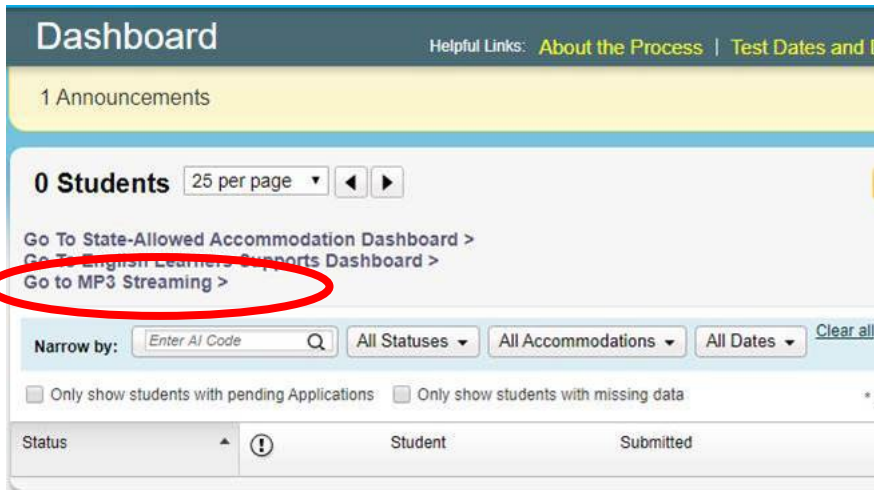 Dashboard
Helpful Links: About the Process | Test Dates and
1 Announcements
0 Students 25 per page
Go To State-Allowed Accommodation Dashboard >
Go To English Learners Supports Dashboard >
Go to MP3 Streaming >
Narrow by: Enter AI Code All Statuses All Accommodations All Dates Clear all
Only show students with pending Applications Only show students with missing data *
Status Student Submitted